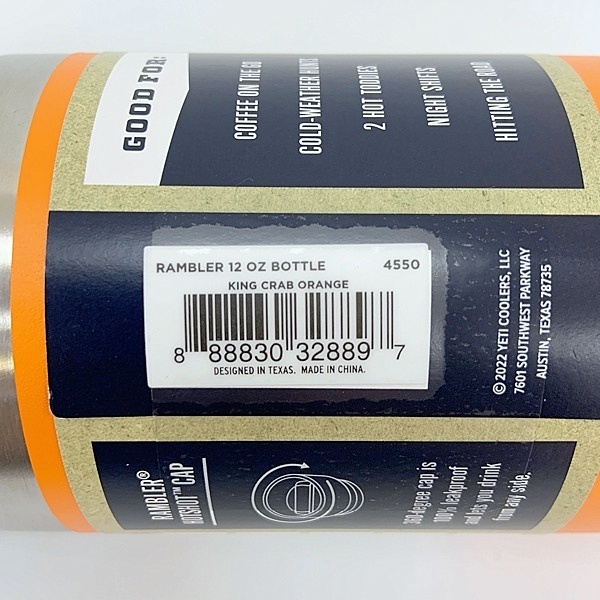 GOOD FOR:
COFFEE ON THE GO
COLD-WEATHER HUNTS
2 HOT TODDIES
NIGHT SHIFTS
HITTING THE ROAD
RAMBLER 12 OZ BOTTLE 4550
KING CRAB ORANGE
8 88830 32889 7
DESIGNED IN TEXAS. MADE IN CHINA.
© 2022 YETI COOLERS, LLC
7601 SOUTHWEST PARKWAY
AUSTIN, TEXAS 78735
RAMBLER®
HOTSHOT™ CAP
360-degree cap is
100% leakproof
and lets you drink
from any side.